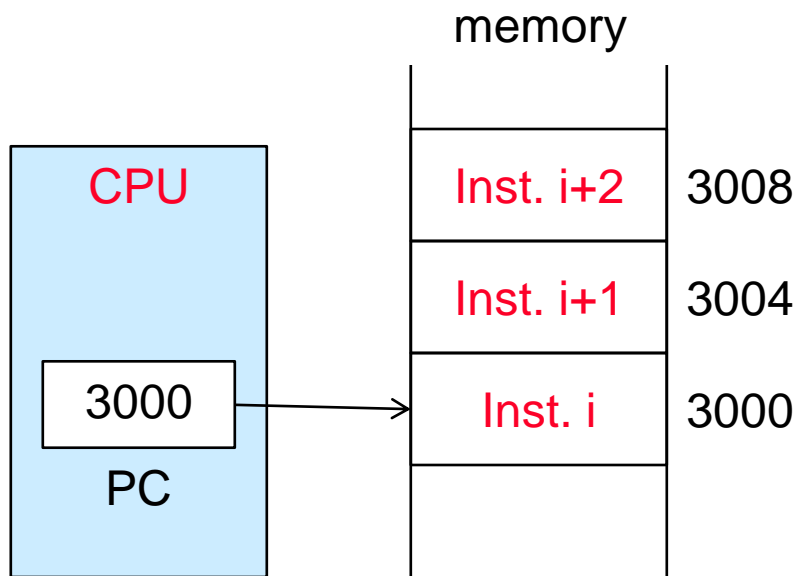 memory
CPU
Inst. i+2 3008
Inst. i+1 3004
3000
Inst. i 3000
PC